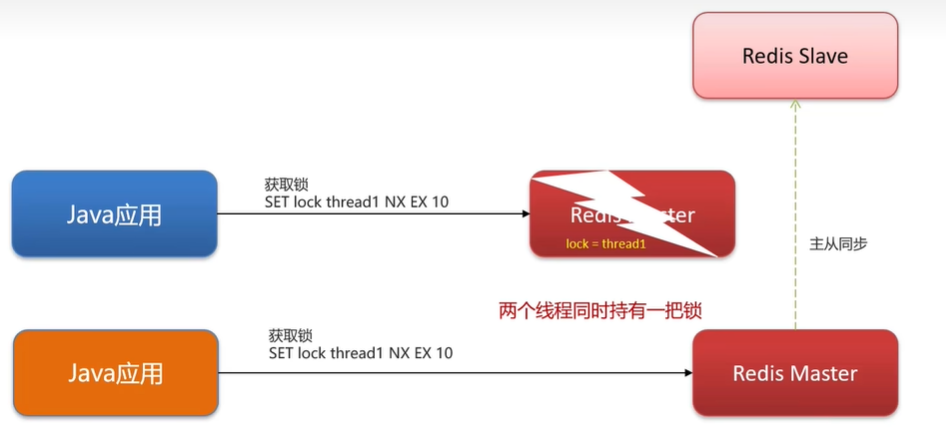 Redis Slave
获取锁
SET lock thread1 NX EX 10
Java应用
Redis Master
lock = thread1
主从同步
两个线程同时持有一把锁
获取锁
SET lock thread1 NX EX 10
Java应用
Redis Master